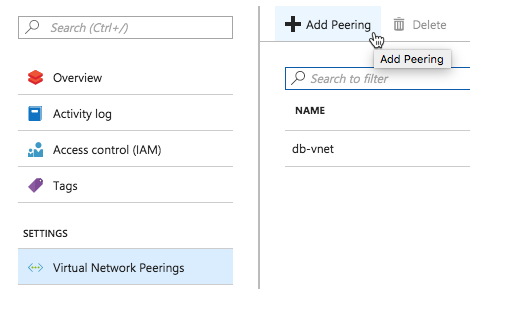 Search (Ctrl+/)
Overview
Activity log
Access control (IAM)
Tags
SETTINGS
Virtual Network Peerings
Add Peering
Delete
Add Peering
Search to filter
NAME
db-vnet